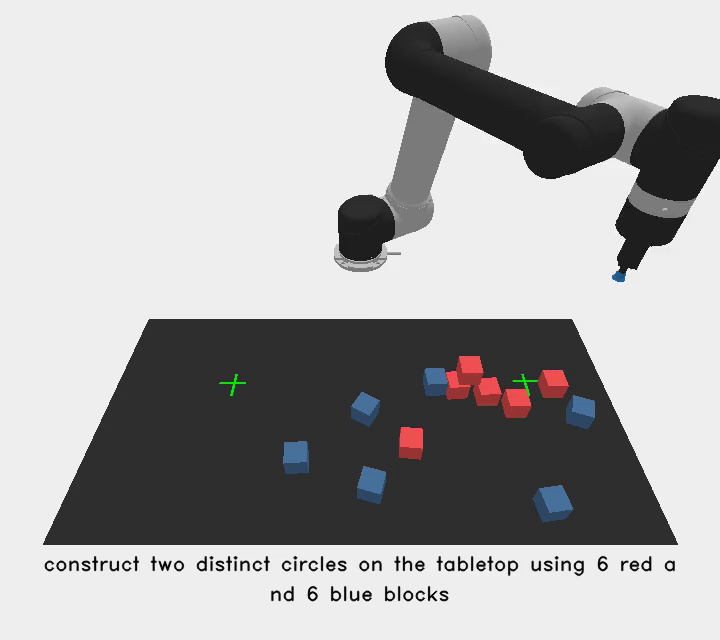 construct two distinct circles on the tabletop using 6 red a
nd 6 blue blocks